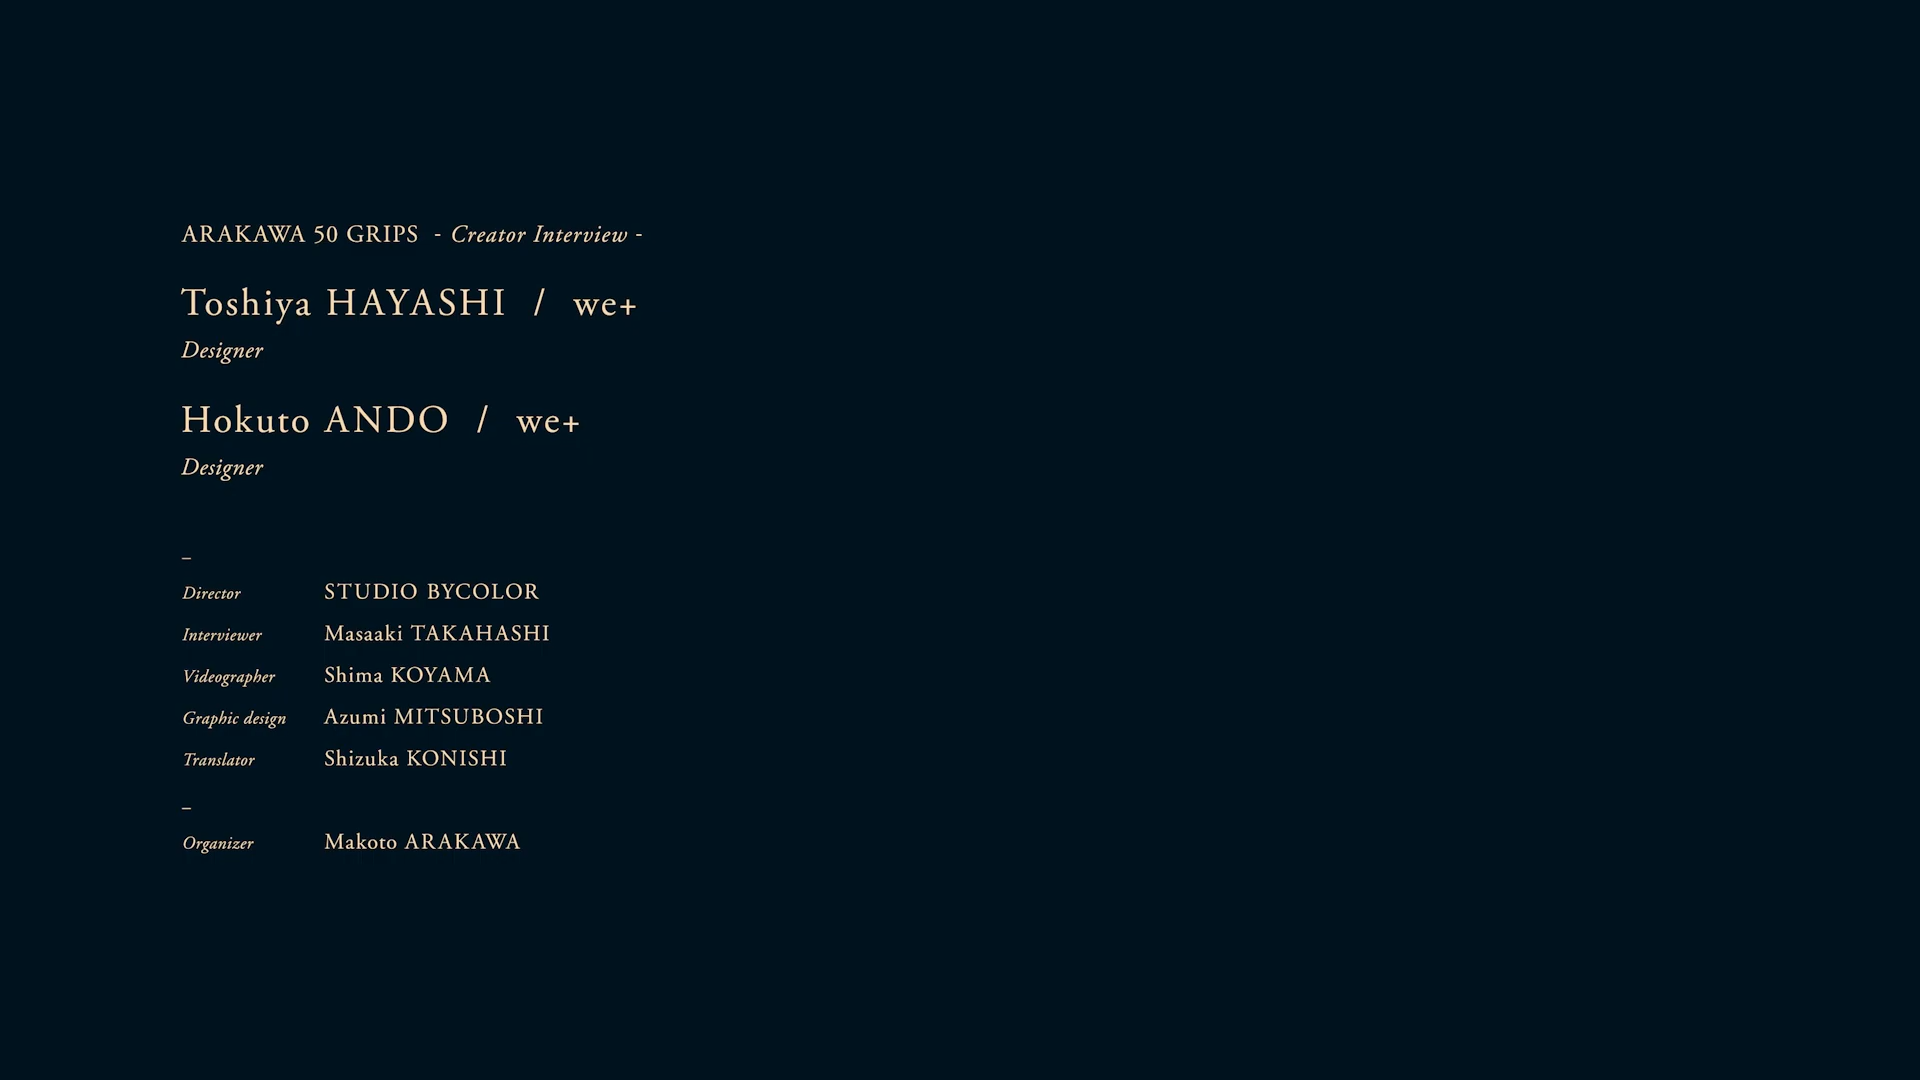 ARAKAWA 50 GRIPS - Creator Interview -
Toshiya HAYASHI / we+
Designer
Hokuto ANDO / we+
Designer
–
Director STUDIO BYCOLOR
Interviewer Masaaki TAKAHASHI
Videographer Shima KOYAMA
Graphic design Azumi MITSUBOSHI
Translator Shizuka KONISHI
–
Organizer Makoto ARAKAWA